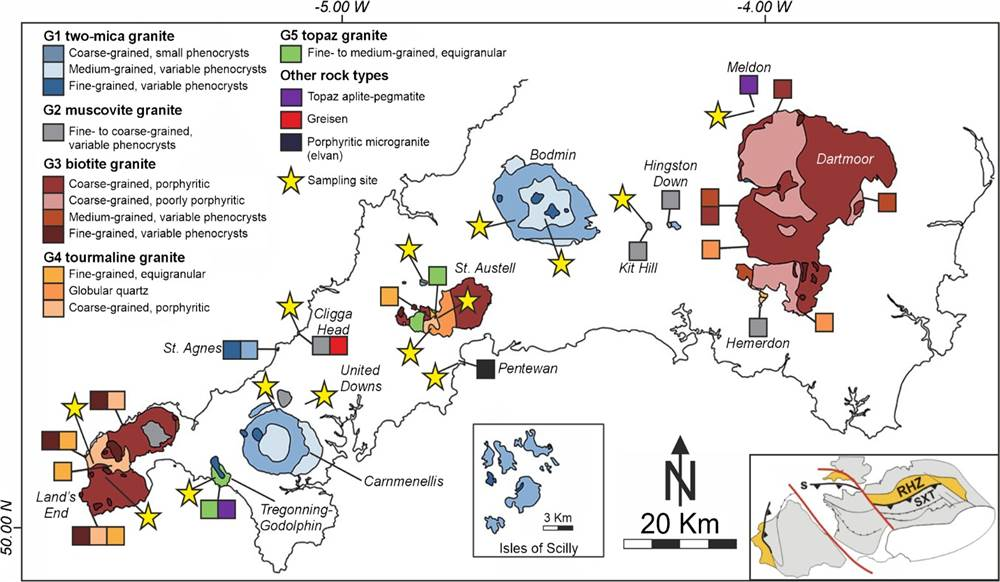 -5.00 W
-4.00 W
G1 two-mica granite
Coarse-grained, small phenocrysts
Medium-grained, variable phenocrysts
Fine-grained, variable phenocrysts
G2 muscovite granite
Fine- to coarse-grained,
variable phenocrysts
G3 biotite granite
Coarse-grained, porphyritic
Coarse-grained, poorly porphyritic
Medium-grained, variable phenocrysts
Fine-grained, variable phenocrysts
G4 tourmaline granite
Fine-grained, equigranular
Globular quartz
Coarse-grained, porphyritic
G5 topaz granite
Fine- to medium-grained, equigranular
Other rock types
Topaz aplite-pegmatite
Greisen
Porphyritic microgranite
(elvan)
Sampling site
Meldon
Dartmoor
Bodmin
Hingston
Down
Kit Hill
Hemerdon
St. Austell
Cligga
Head
St. Agnes
Pentewan
United
Downs
Carnmenellis
Land's
End
Tregonning-
Godolphin
50.00 N
3 Km
Isles of Scilly
N
20 Km
S
RHZ
SXT